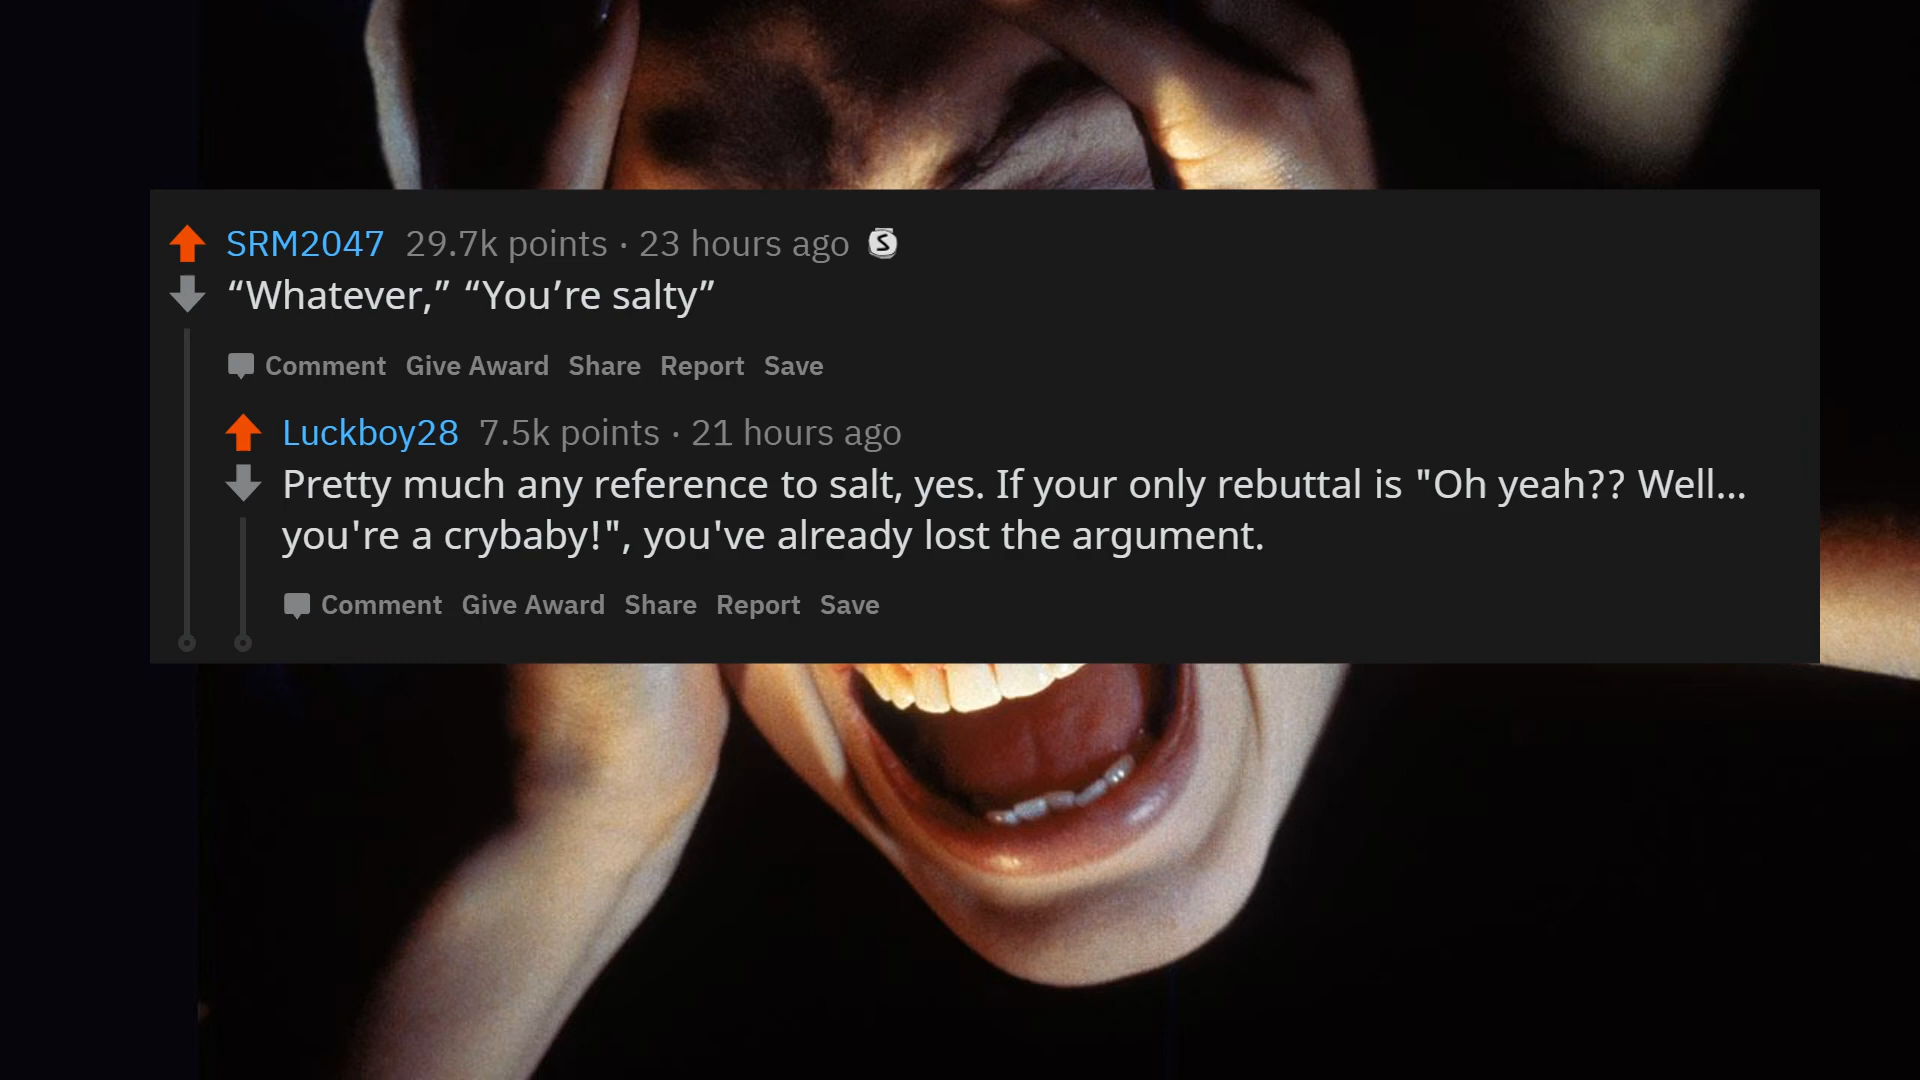 SRM2047 29.7k points · 23 hours ago S
“Whatever,” “You’re salty”
Comment Give Award Share Report Save
Luckboy28 7.5k points · 21 hours ago
Pretty much any reference to salt, yes. If your only rebuttal is "Oh yeah?? Well...
you're a crybaby!", you've already lost the argument.
Comment Give Award Share Report Save